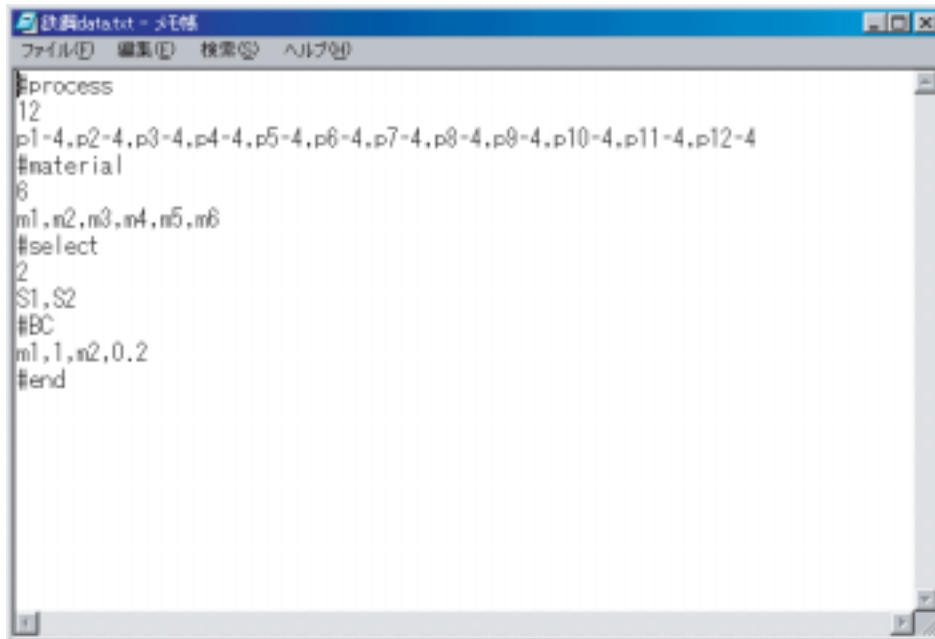 鉄鋼data.txt - メモ帳
ファイル(F) 編集(E) 検索(S) ヘルプ(H)
#process
12
p1-4,p2-4,p3-4,p4-4,p5-4,p6-4,p7-4,p8-4,p9-4,p10-4,p11-4,p12-4
#material
6
m1,m2,m3,m4,m5,m6
#select
2
S1,S2
#BC
m1,1,m2,0.2
#end